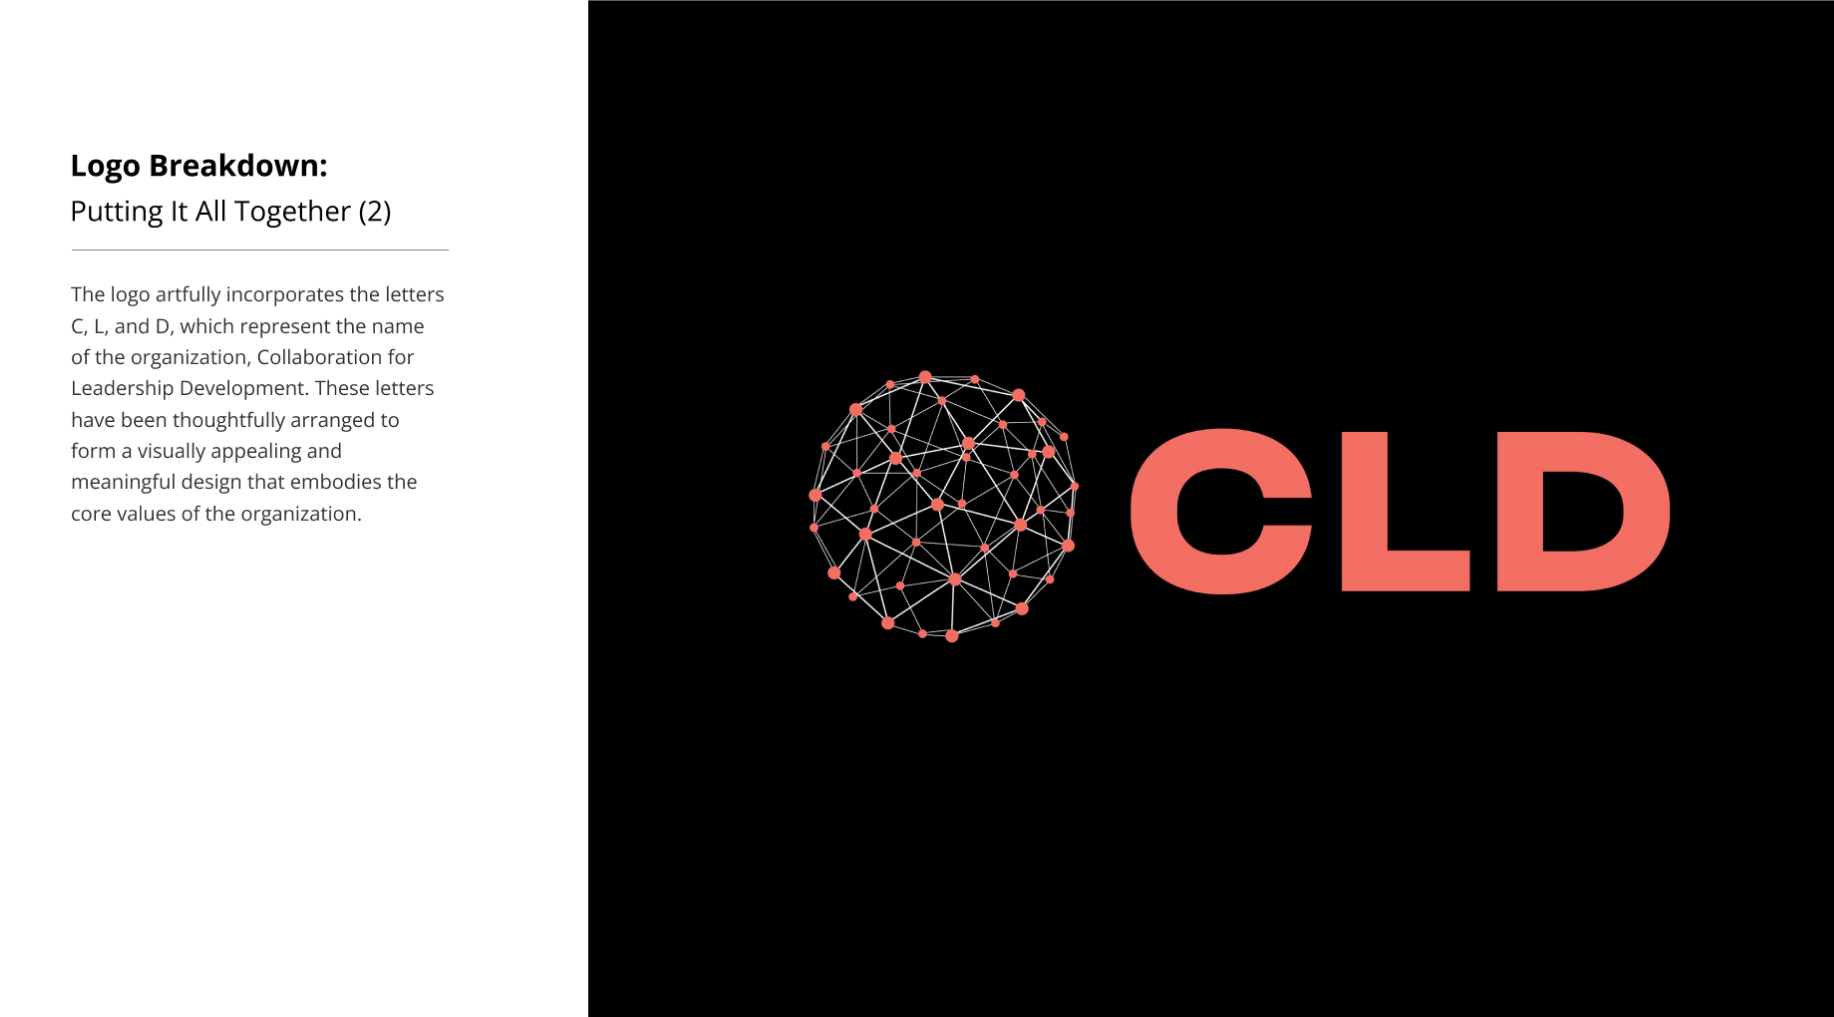 Logo Breakdown:
Putting It All Together (2)
The logo artfully incorporates the letters
C, L, and D, which represent the name
of the organization, Collaboration for
Leadership Development. These letters
have been thoughtfully arranged to
form a visually appealing and
meaningful design that embodies the
core values of the organization.
CLD